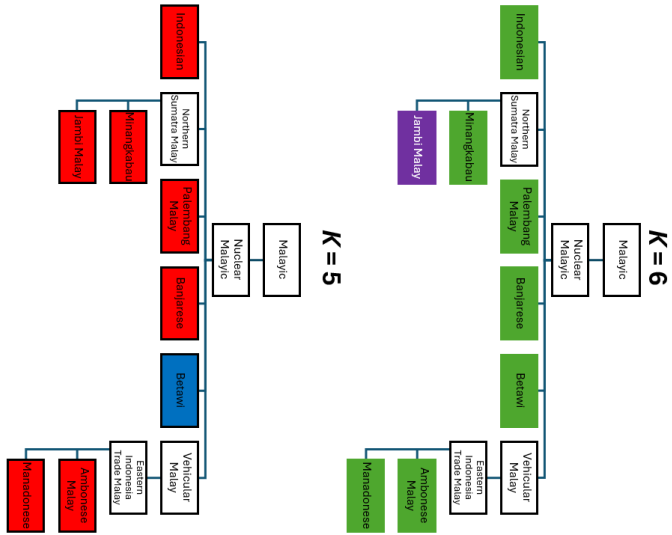 K = 6
Malayic
Nuclear
Malayic
Indonesian
Northern
Sumatra Malay
Palembang
Malay
Banjarese
Betawi
Vehicular
Malay
Minangkabau
Jambi Malay
Eastern
Indonesia
Trade Malay
Ambonese
Malay
Manadonese
K = 5
Malayic
Nuclear
Malayic
Indonesian
Northern
Sumatra Malay
Palembang
Malay
Banjarese
Betawi
Vehicular
Malay
Minangkabau
Jambi Malay
Eastern
Indonesia
Trade Malay
Ambonese
Malay
Manadonese